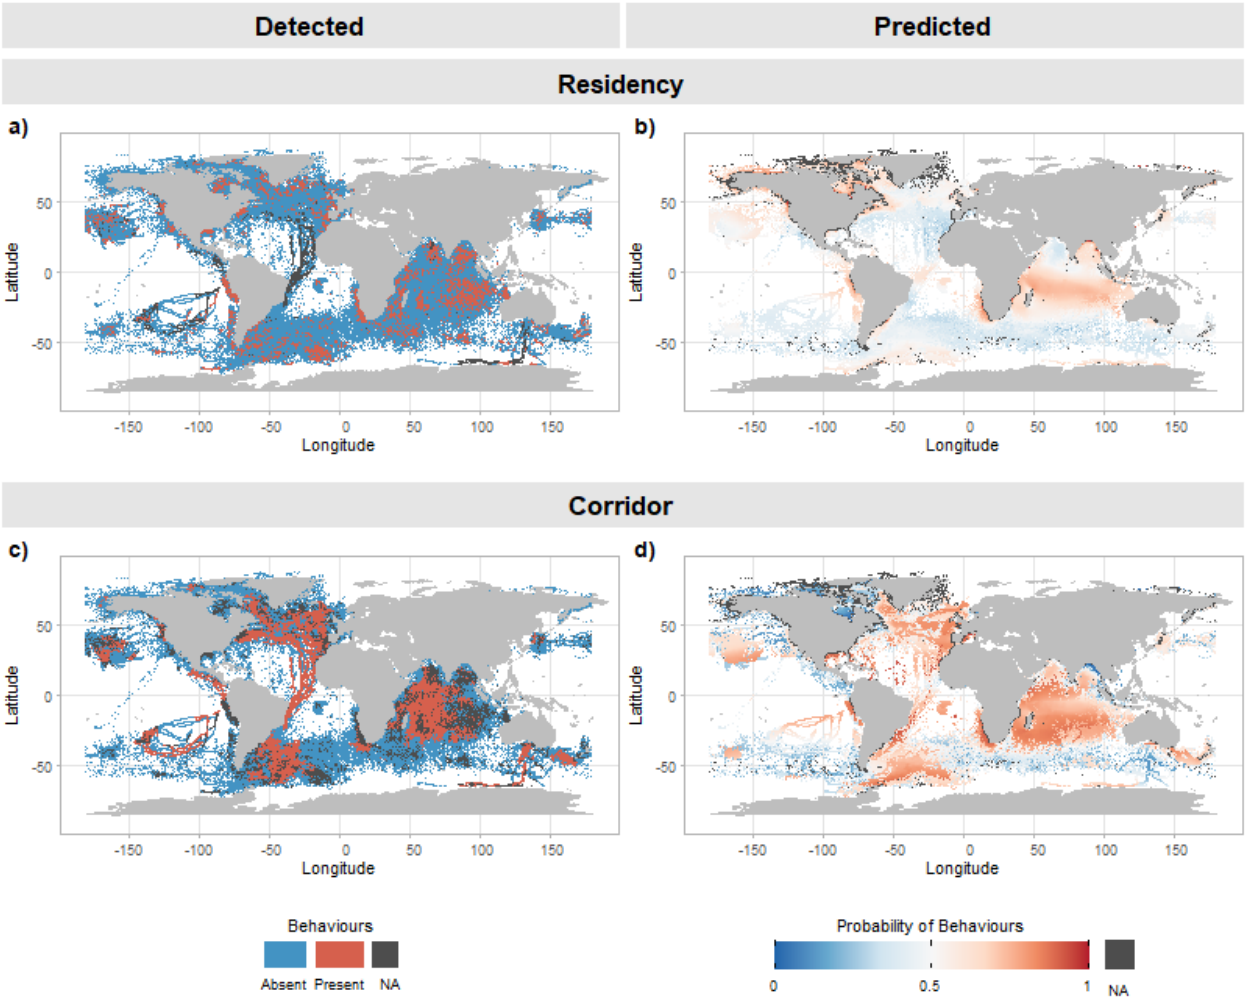 Detected Predicted
Residency
a) b)
50 50
0 0
-50 -50
Latitude Latitude
-150 -100 -50 0 50 100 150 -150 -100 -50 0 50 100 150
Longitude Longitude
Corridor
c) d)
50 50
0 0
-50 -50
Latitude Latitude
-150 -100 -50 0 50 100 150 -150 -100 -50 0 50 100 150
Longitude Longitude
Behaviours Probability of Behaviours
Absent Present NA 0 0.5 1 NA